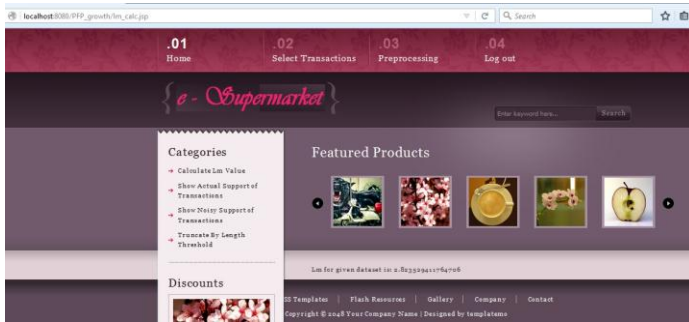 localhost:8080/PFP_growth/lm_calc.jsp
Search
.01
Home
.02
Select Transactions
.03
Preprocessing
.04
Log out
{ e - Supermarket }
Enter keyword here...
Search
Categories
Calculate Lm Value
Show Actual Support of
Transactions
Show Noisy Support of
Transactions
Truncate By Length
Threshold
Discounts
Featured Products
Lm for given dataset is: 2.823529411764706
SS Templates | Flash Resources | Gallery | Company | Contact
Copyright © 2048 Your Company Name | Designed by templatemo